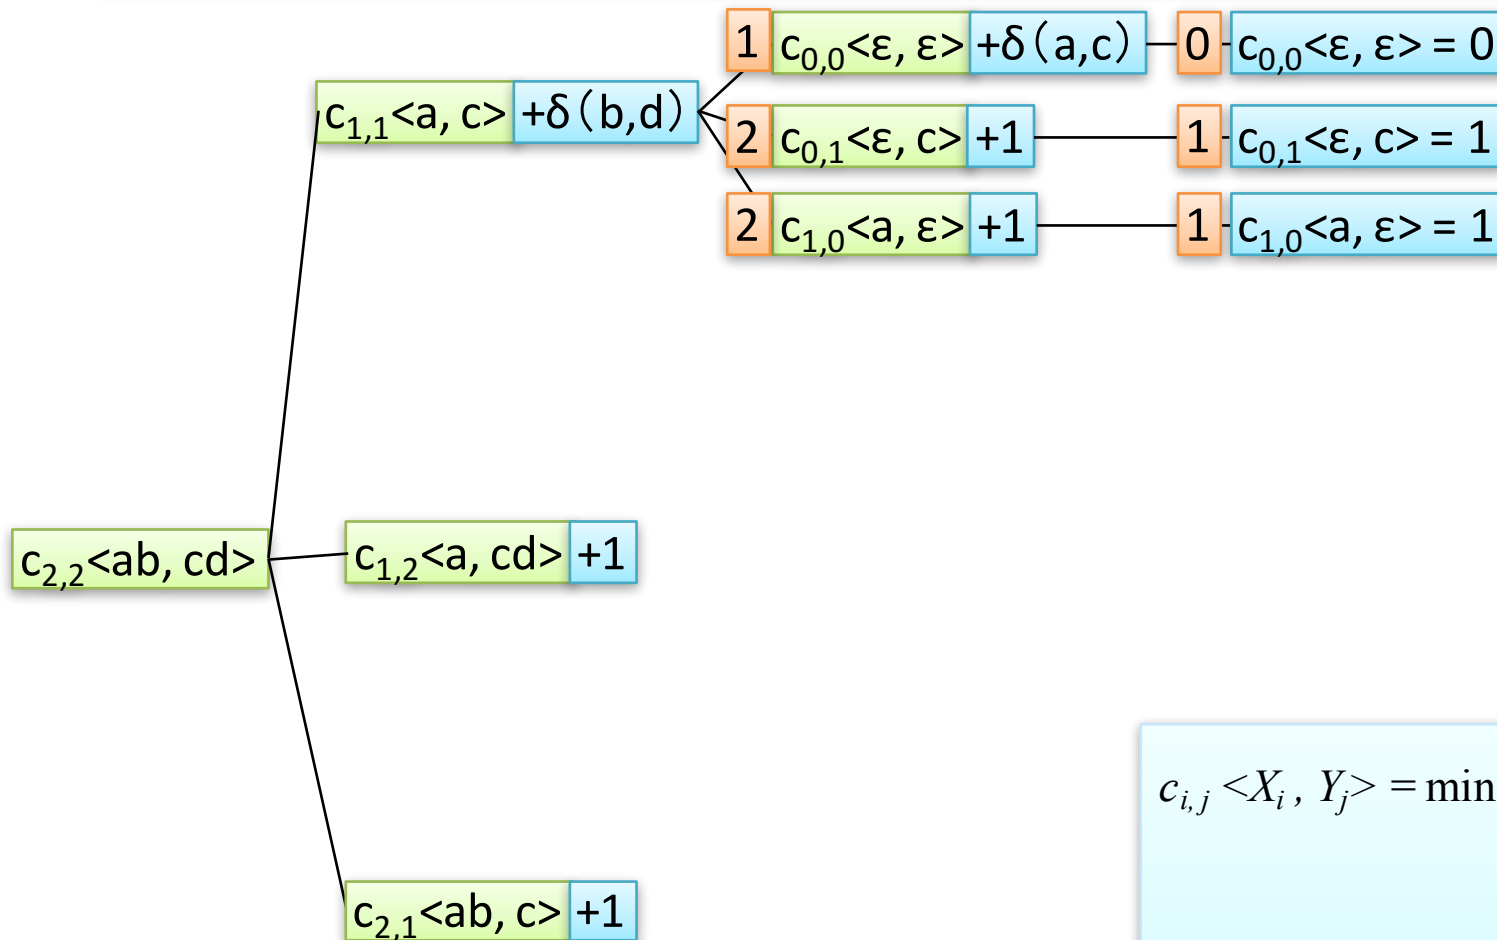 1 c0,0<ε, ε> +δ(a,c) 0 c0,0<ε, ε> = 0
c1,1<a, c> +δ(b,d)
2 c0,1<ε, c> +1 1 c0,1<ε, c> = 1
2 c1,0<a, ε> +1 1 c1,0<a, ε> = 1
c2,2<ab, cd> c1,2<a, cd> +1
ci,j <Xi , Yj> = min
c2,1<ab, c> +1